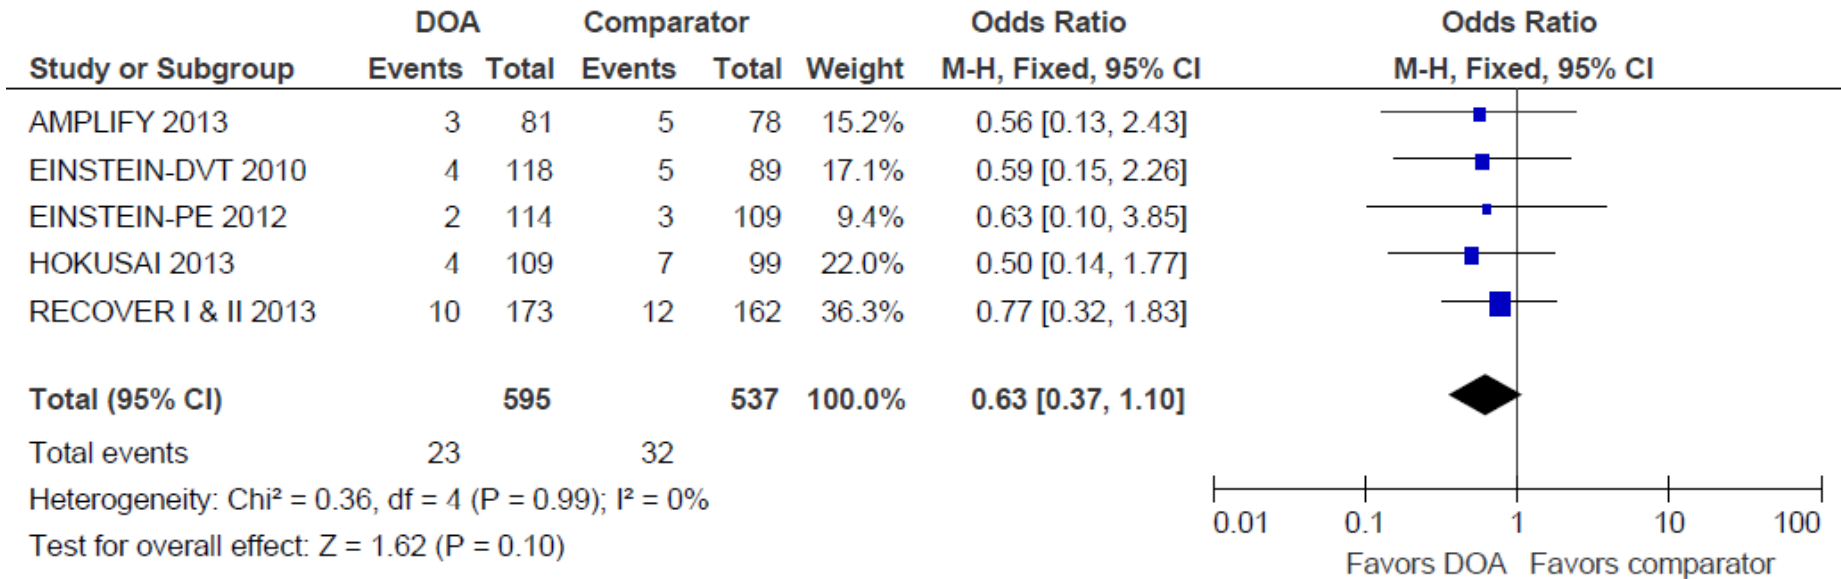 DOA Comparator Odds Ratio Odds Ratio
Study or Subgroup Events Total Events Total Weight M-H, Fixed, 95% CI M-H, Fixed, 95% CI
AMPLIFY 2013 3 81 5 78 15.2% 0.56 [0.13, 2.43]
EINSTEIN-DVT 2010 4 118 5 89 17.1% 0.59 [0.15, 2.26]
EINSTEIN-PE 2012 2 114 3 109 9.4% 0.63 [0.10, 3.85]
HOKUSAI 2013 4 109 7 99 22.0% 0.50 [0.14, 1.77]
RECOVER I & II 2013 10 173 12 162 36.3% 0.77 [0.32, 1.83]
Total (95% CI) 595 537 100.0% 0.63 [0.37, 1.10]
Total events 23 32
Heterogeneity: Chi² = 0.36, df = 4 (P = 0.99); I² = 0%
Test for overall effect: Z = 1.62 (P = 0.10)
0.01 0.1 1 10 100
Favors DOA Favors comparator